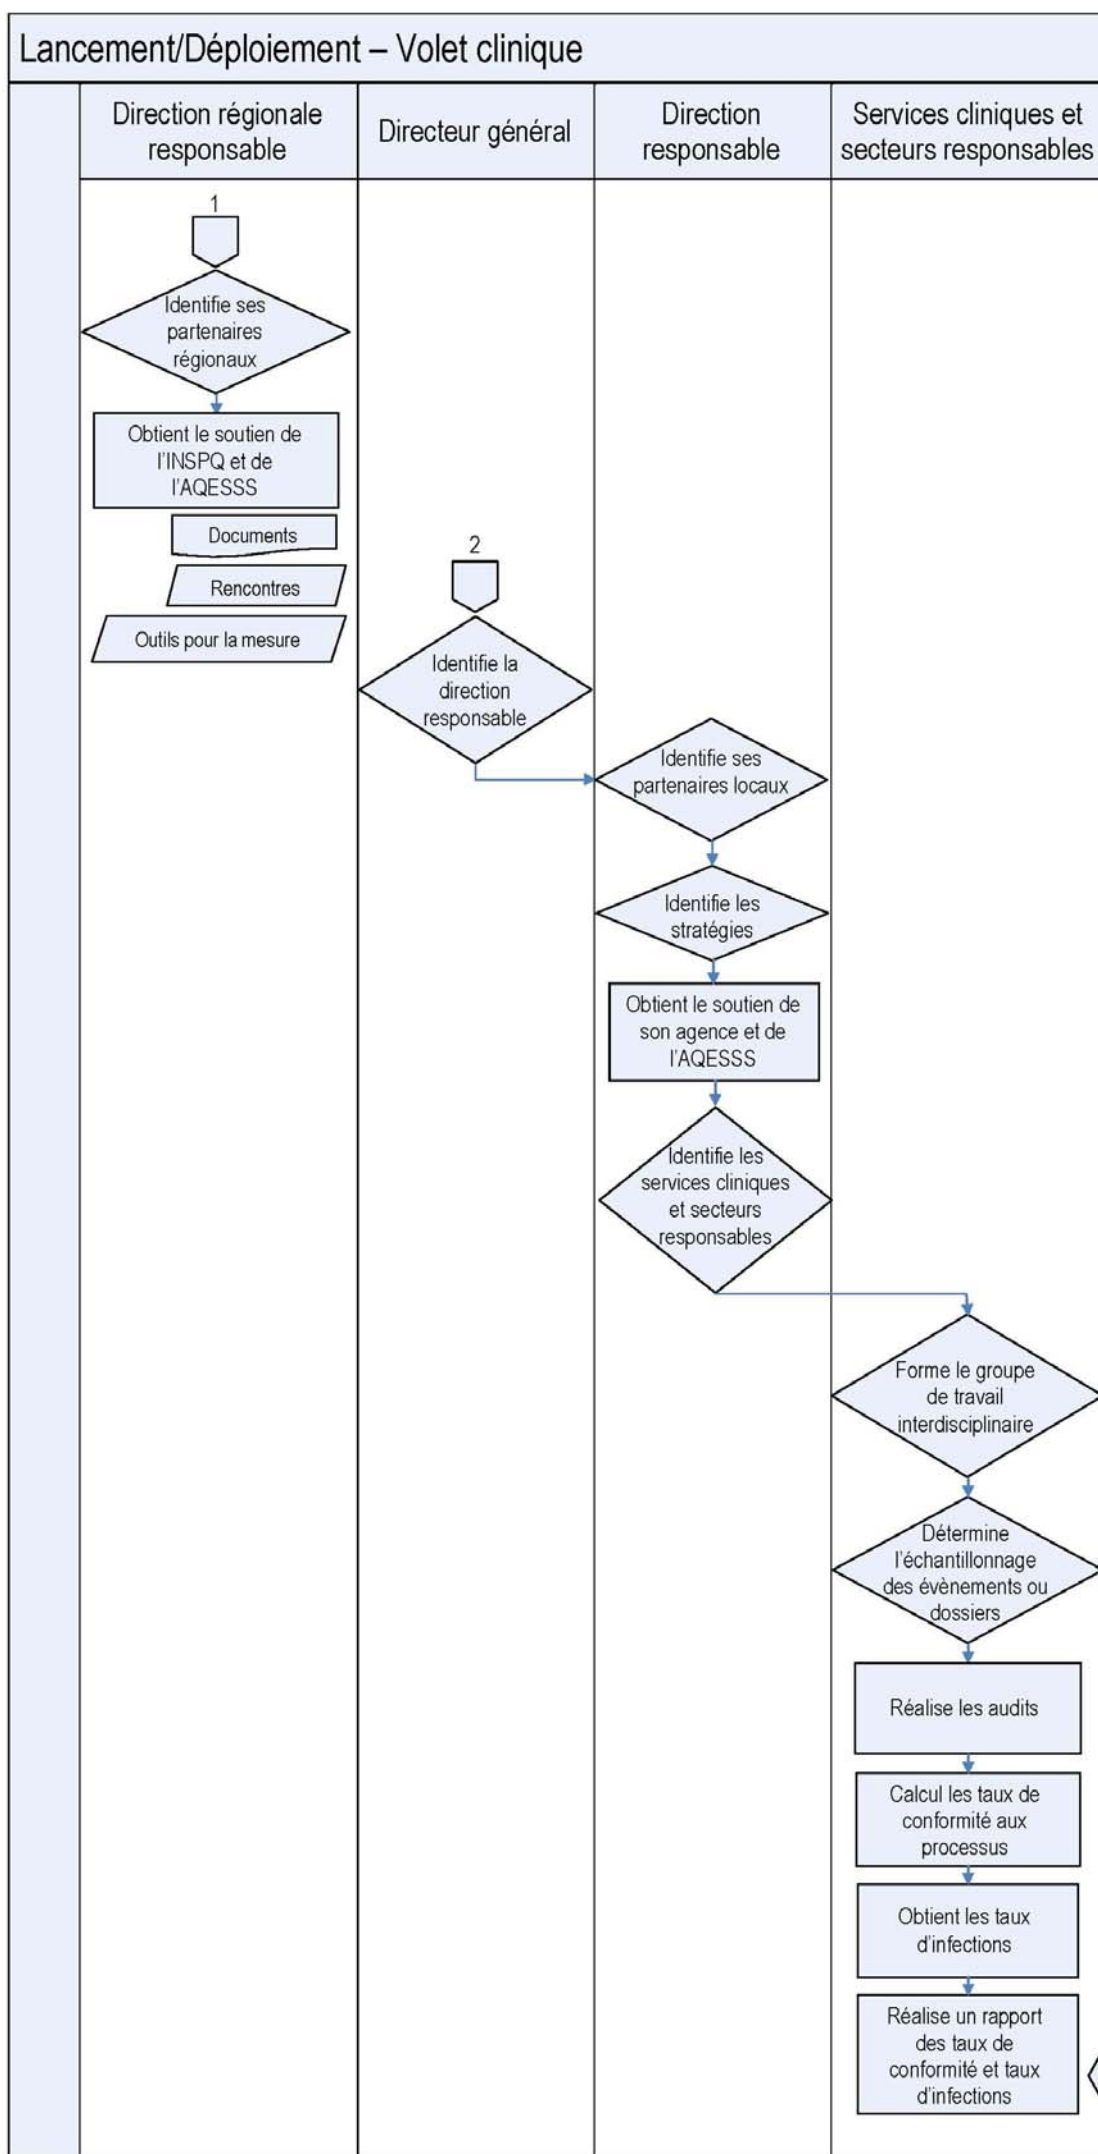 Lancement/Déploiement – Volet clinique
Direction régionale
responsable
Directeur général
Direction
responsable
Services cliniques et
secteurs responsables
1
Identifie ses
partenaires
régionaux
Obtient le soutien de
l'INSPQ et de
l'AQESSS
Documents
Rencontres
Outils pour la mesure
2
Identifie la
direction
responsable
Identifie ses
partenaires locaux
Identifie les
stratégies
Obtient le soutien de
son agence et de
l'AQESSS
Identifie les
services cliniques
et secteurs
responsables
Forme le groupe
de travail
interdisciplinaire
Détermine
l'échantillonnage
des évènements ou
dossiers
Réalise les audits
Calcul les taux de
conformité aux
processus
Obtient les taux
d'infections
Réalise un rapport
des taux de
conformité et taux
d'infections